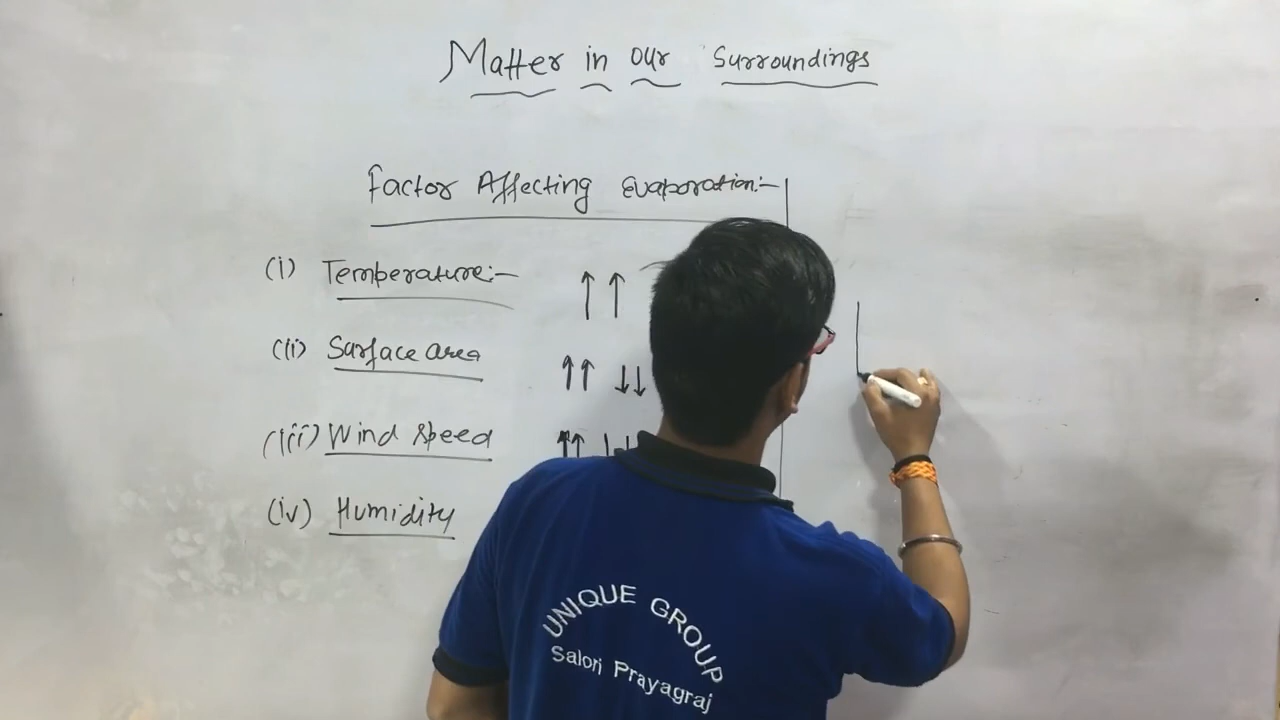 Matter in our Surroundings
Factor Affecting Evaporation:-
(i) Temperature:- ↑↑
(ii) Surface area ↑↑ ↓↓
(iii) Wind Speed ↑↑ ↓↓
(iv) Humidity
UNIQUE GROUP
Salori Prayagraj